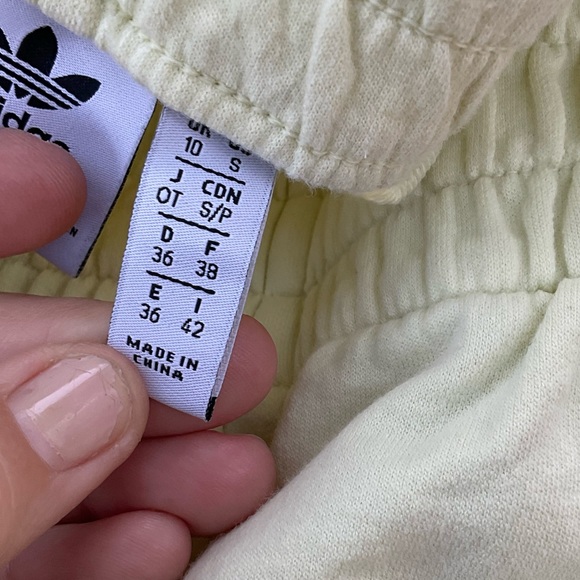 10 S
J CDN
OT S/P
D F
36 38
E I
36 42
MADE IN
CHINA